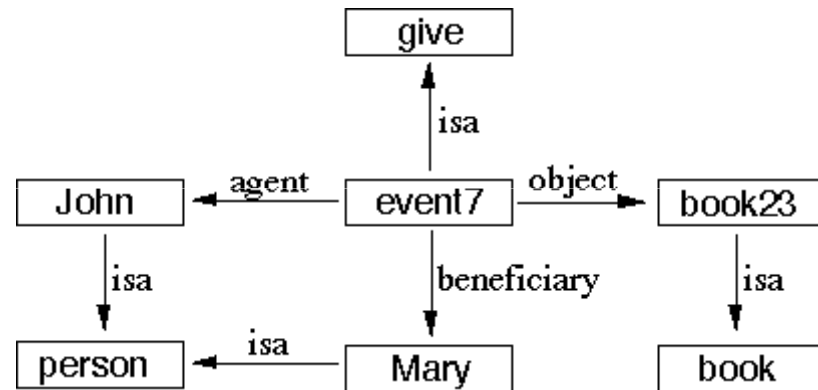 give
isa
agent
object
John
event7
book23
isa
beneficiary
isa
isa
person
Mary
book